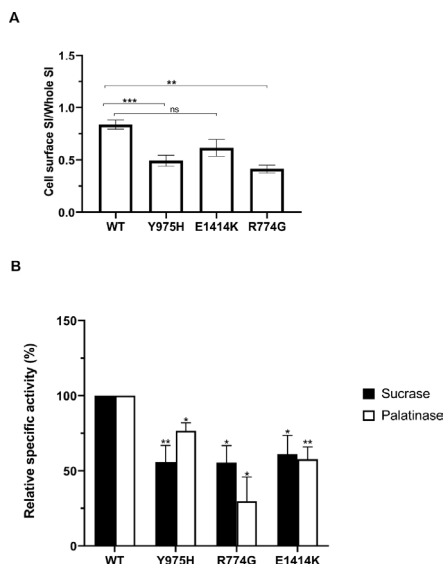 A
Cell surface SI/Whole SI
1.5
1.0
0.5
0.0
**
***
ns
WT Y975H E1414K R774G
B
Relative specific activity (%)
150
100
50
0
** * * * * **
WT Y975H R774G E1414K
Sucrase
Palatinase